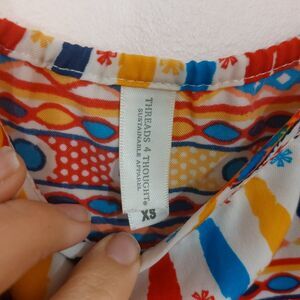 THREADS 4 THOUGHT®
SUSTAINABLE APPAREL
XS